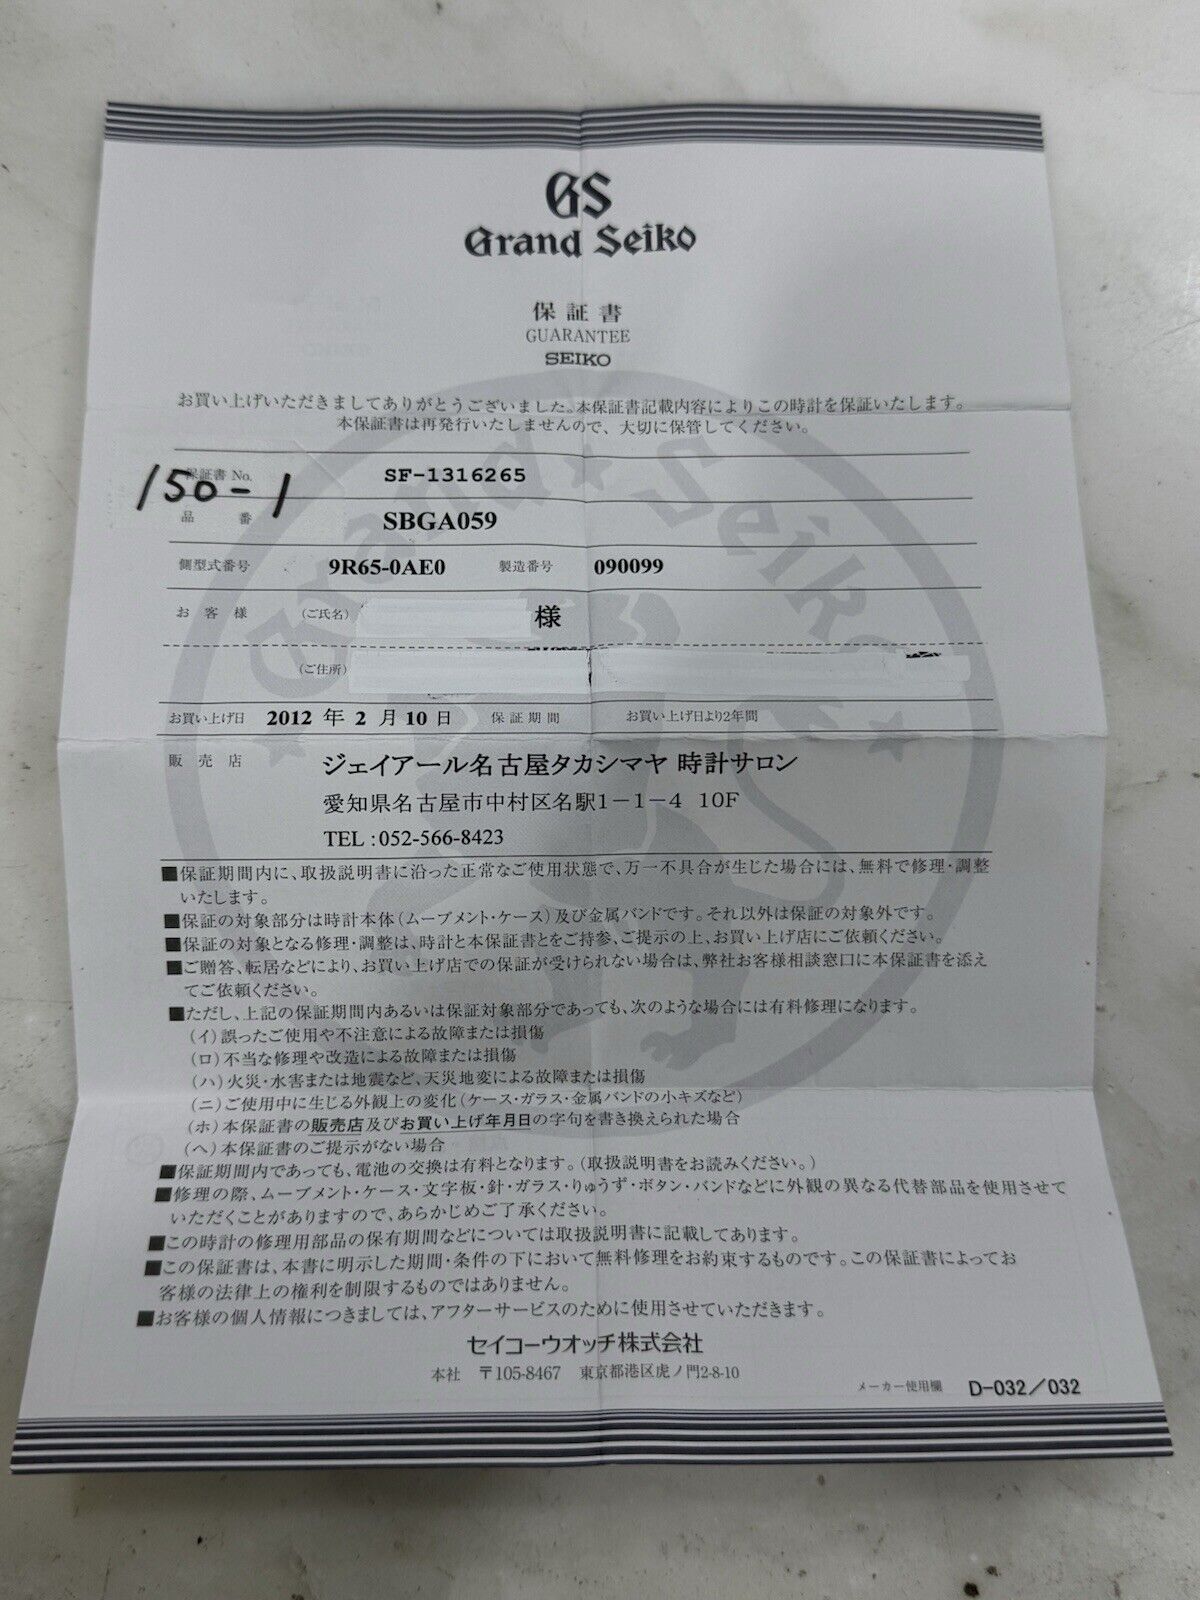 GS
Grand Seiko
保証書
GUARANTEE
SEIKO
お買い上げいただきましてありがとうございました。本保証書記載内容によりこの時計を保証いたします。
本保証書は再発行いたしませんので、大切に保管してください。
保証書 No. SF-1316265
150-1
品番 SBGA059
側型式番号 9R65-0AE0 製造番号 090099
お客様 (ご氏名) 様
(ご住所)
お買い上げ日 2012 年 2 月 10 日 保証期間 お買い上げ日より2年間
販売店 ジェイアール名古屋タカシマヤ 時計サロン
愛知県名古屋市中村区名駅1-1-4 10F
TEL:052-566-8423
■保証期間内に、取扱説明書に沿った正常なご使用状態で、万一不具合が生じた場合には、無料で修理・調整
いたします。
■保証の対象部分は時計本体(ムーブメント・ケース)及び金属バンドです。それ以外は保証の対象外です。
■保証の対象となる修理・調整は、時計と本保証書とをご持参、ご提示の上、お買い上げ店にご依頼ください。
■ご贈答、転居などにより、お買い上げ店での保証が受けられない場合は、弊社お客様相談窓口に本保証書を添え
てご依頼ください。
■ただし、上記の保証期間内あるいは保証対象部分であっても、次のような場合には有料修理になります。
(イ)誤ったご使用や不注意による故障または損傷
(ロ)不当な修理や改造による故障または損傷
(ハ)火災・水害または地震など、天災地変による故障または損傷
(ニ)ご使用中に生じる外観上の変化(ケース・ガラス・金属バンドの小キズなど)
(ホ)本保証書の販売店及びお買い上げ年月日の字句を書き換えられた場合
(ヘ)本保証書のご提示がない場合
■保証期間内であっても、電池の交換は有料となります。(取扱説明書をお読みください。)
■修理の際、ムーブメント・ケース・文字板・針・ガラス・りゅうず・ボタン・バンドなどに外観の異なる代替部品を使用させて
いただくことがありますので、あらかじめご了承ください。
■この時計の修理用部品の保有期間などについては取扱説明書に記載してあります。
■この保証書は、本書に明示した期間・条件の下において無料修理をお約束するものです。この保証書によってお
客様の法律上の権利を制限するものではありません。
■お客様の個人情報につきましては、アフターサービスのために使用させていただきます。
セイコーウオッチ株式会社
本社 〒105-8467 東京都港区虎ノ門2-8-10
メーカー使用欄 D-032/032